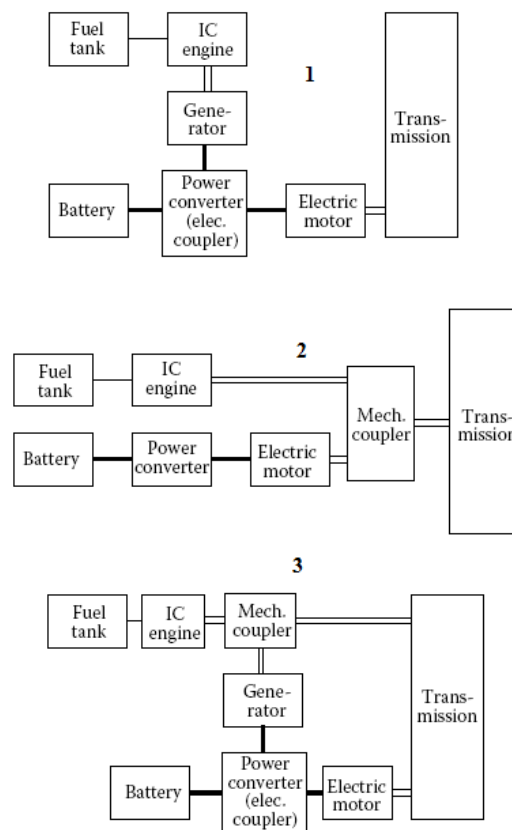 Fuel
tank
IC
engine
1
Gene-
rator
Trans-
mission
Battery
Power
converter
(elec.
coupler)
Electric
motor
2
Fuel
tank
IC
engine
Mech.
coupler
Trans-
mission
Battery
Power
converter
Electric
motor
3
Fuel
tank
IC
engine
Mech.
coupler
Gene-
rator
Trans-
mission
Battery
Power
converter
(elec.
coupler)
Electric
motor